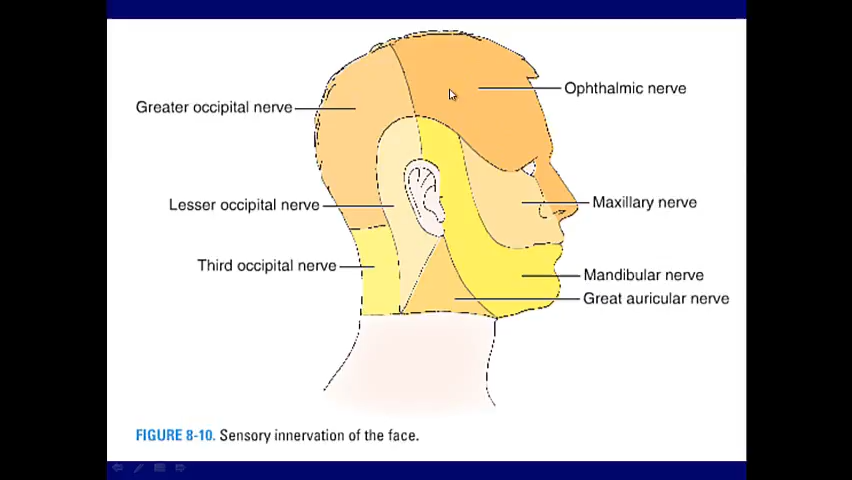 Ophthalmic nerve
Greater occipital nerve
Lesser occipital nerve
Maxillary nerve
Third occipital nerve
Mandibular nerve
Great auricular nerve
FIGURE 8-10. Sensory innervation of the face.